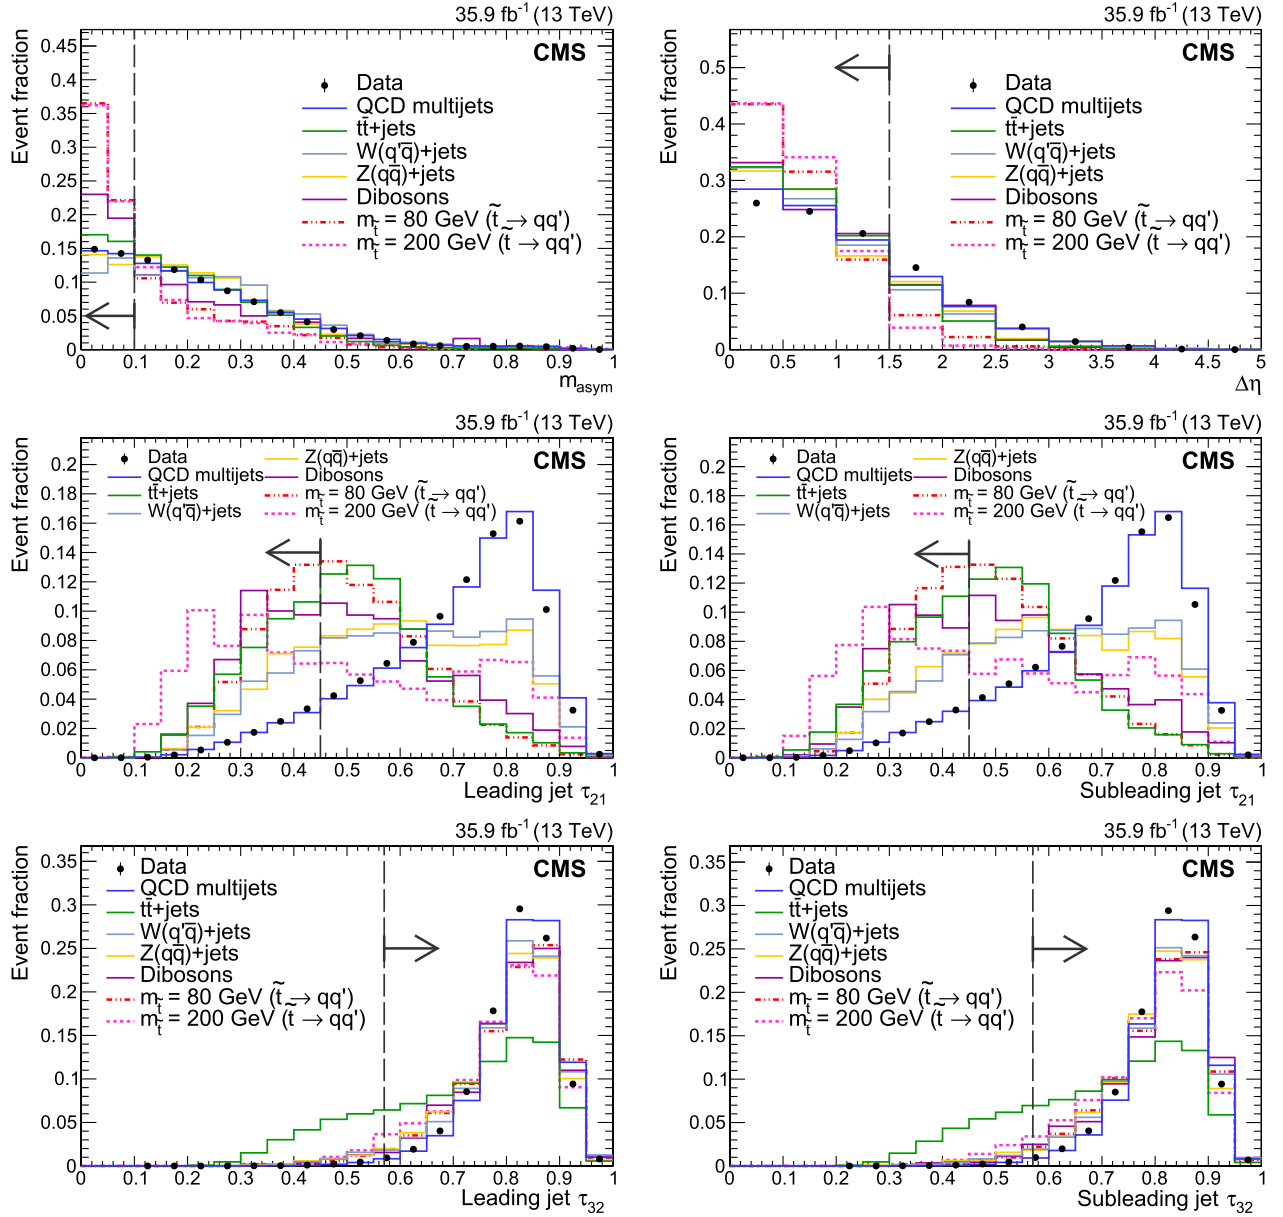 35.9 fb⁻¹ (13 TeV)
Event fraction
CMS
Data
QCD multijets
tt̄+jets
W(q'q̄)+jets
Z(qq̄)+jets
Dibosons
m_t̃ = 80 GeV (t̃ → qq')
m_t̃ = 200 GeV (t̃ → qq')
0.45
0.4
0.35
0.3
0.25
0.2
0.15
0.1
0.05
0
0 0.1 0.2 0.3 0.4 0.5 0.6 0.7 0.8 0.9 1
m_asym
35.9 fb⁻¹ (13 TeV)
Event fraction
CMS
Data
QCD multijets
tt̄+jets
W(q'q̄)+jets
Z(qq̄)+jets
Dibosons
m_t̃ = 80 GeV (t̃ → qq')
m_t̃ = 200 GeV (t̃ → qq')
0.5
0.4
0.3
0.2
0.1
0
0 0.5 1 1.5 2 2.5 3 3.5 4 4.5 5
Δη
35.9 fb⁻¹ (13 TeV)
Event fraction
CMS
Data
QCD multijets
tt̄+jets
W(q'q̄)+jets
Z(qq̄)+jets
Dibosons
m_t̃ = 80 GeV (t̃ → qq')
m_t̃ = 200 GeV (t̃ → qq')
0.2
0.18
0.16
0.14
0.12
0.1
0.08
0.06
0.04
0.02
0
0 0.1 0.2 0.3 0.4 0.5 0.6 0.7 0.8 0.9 1
Leading jet τ₂₁
35.9 fb⁻¹ (13 TeV)
Event fraction
CMS
Data
QCD multijets
tt̄+jets
W(q'q̄)+jets
Z(qq̄)+jets
Dibosons
m_t̃ = 80 GeV (t̃ → qq')
m_t̃ = 200 GeV (t̃ → qq')
0.2
0.18
0.16
0.14
0.12
0.1
0.08
0.06
0.04
0.02
0
0 0.1 0.2 0.3 0.4 0.5 0.6 0.7 0.8 0.9 1
Subleading jet τ₂₁
35.9 fb⁻¹ (13 TeV)
Event fraction
CMS
Data
QCD multijets
tt̄+jets
W(q'q̄)+jets
Z(qq̄)+jets
Dibosons
m_t̃ = 80 GeV (t̃ → qq')
m_t̃ = 200 GeV (t̃ → qq')
0.35
0.3
0.25
0.2
0.15
0.1
0.05
0
0 0.1 0.2 0.3 0.4 0.5 0.6 0.7 0.8 0.9 1
Leading jet τ₃₂
35.9 fb⁻¹ (13 TeV)
Event fraction
CMS
Data
QCD multijets
tt̄+jets
W(q'q̄)+jets
Z(qq̄)+jets
Dibosons
m_t̃ = 80 GeV (t̃ → qq')
m_t̃ = 200 GeV (t̃ → qq')
0.35
0.3
0.25
0.2
0.15
0.1
0.05
0
0 0.1 0.2 0.3 0.4 0.5 0.6 0.7 0.8 0.9 1
Subleading jet τ₃₂